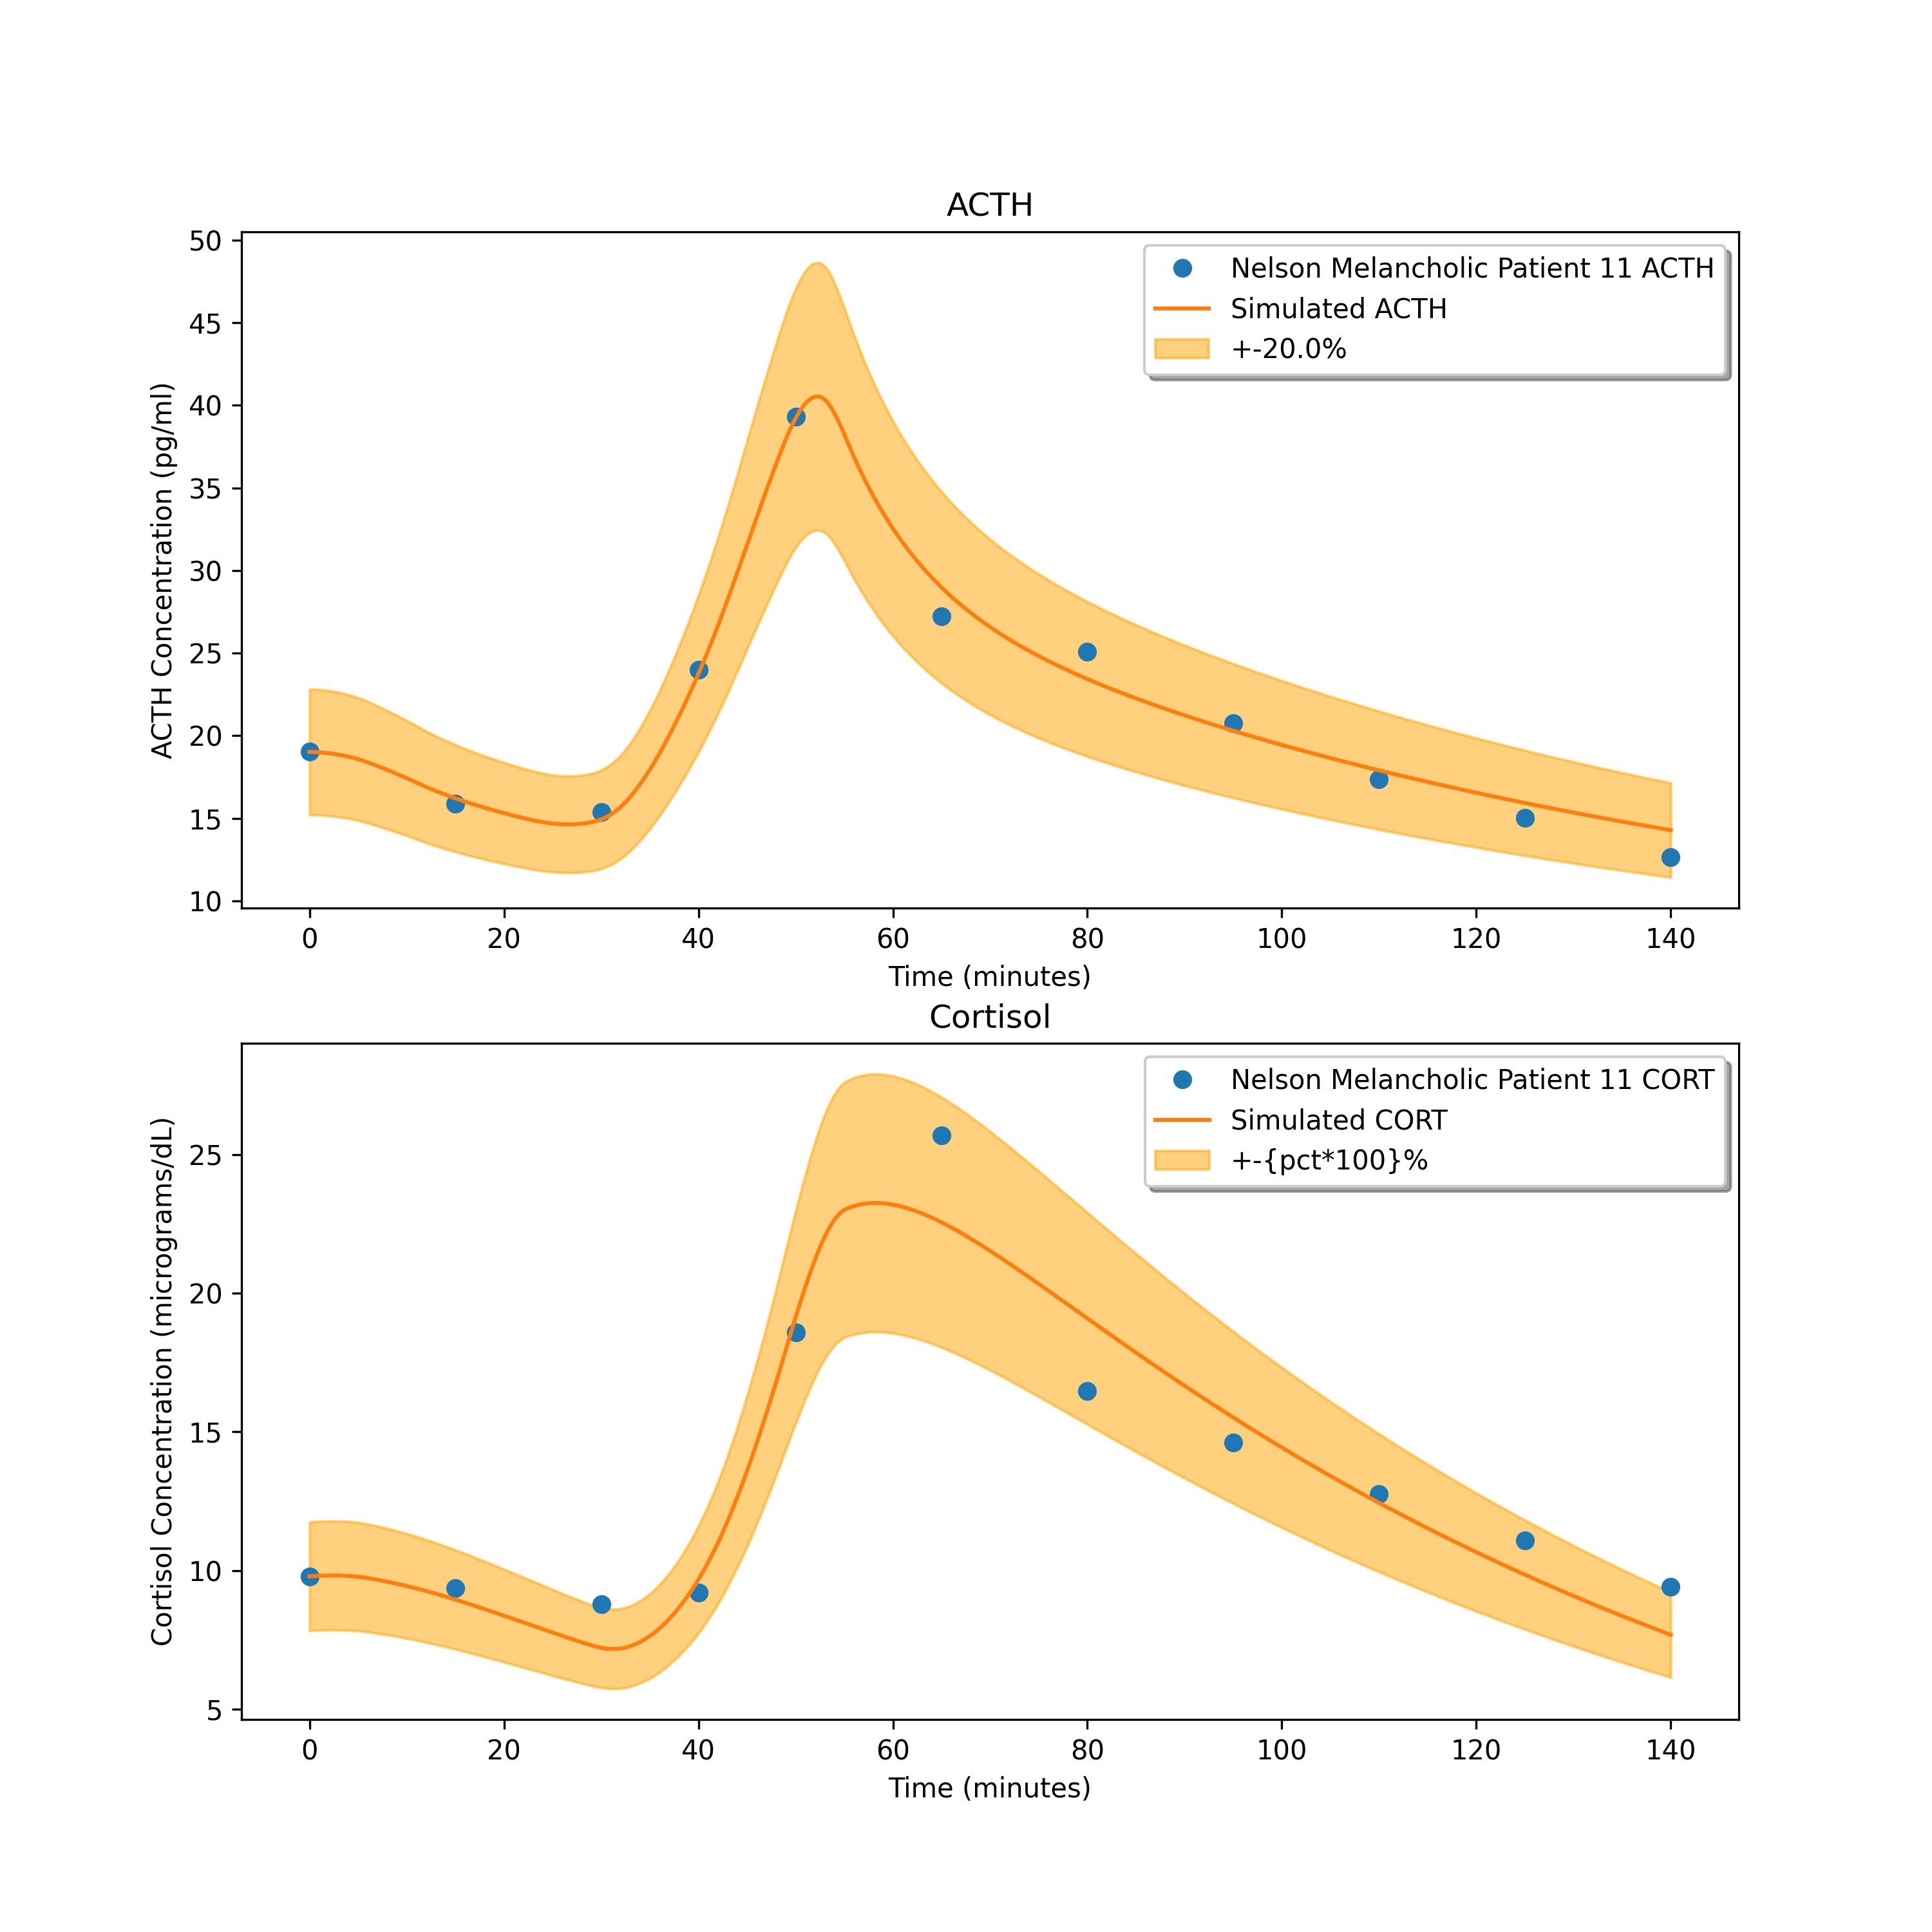 ACTH
50
45
40
35
30
25
20
15
10
ACTH Concentration (pg/ml)
Nelson Melancholic Patient 11 ACTH
Simulated ACTH
+-20.0%
0 20 40 60 80 100 120 140
Time (minutes)
Cortisol
25
20
15
10
5
Cortisol Concentration (micrograms/dL)
Nelson Melancholic Patient 11 CORT
Simulated CORT
+-{pct*100}%
0 20 40 60 80 100 120 140
Time (minutes)